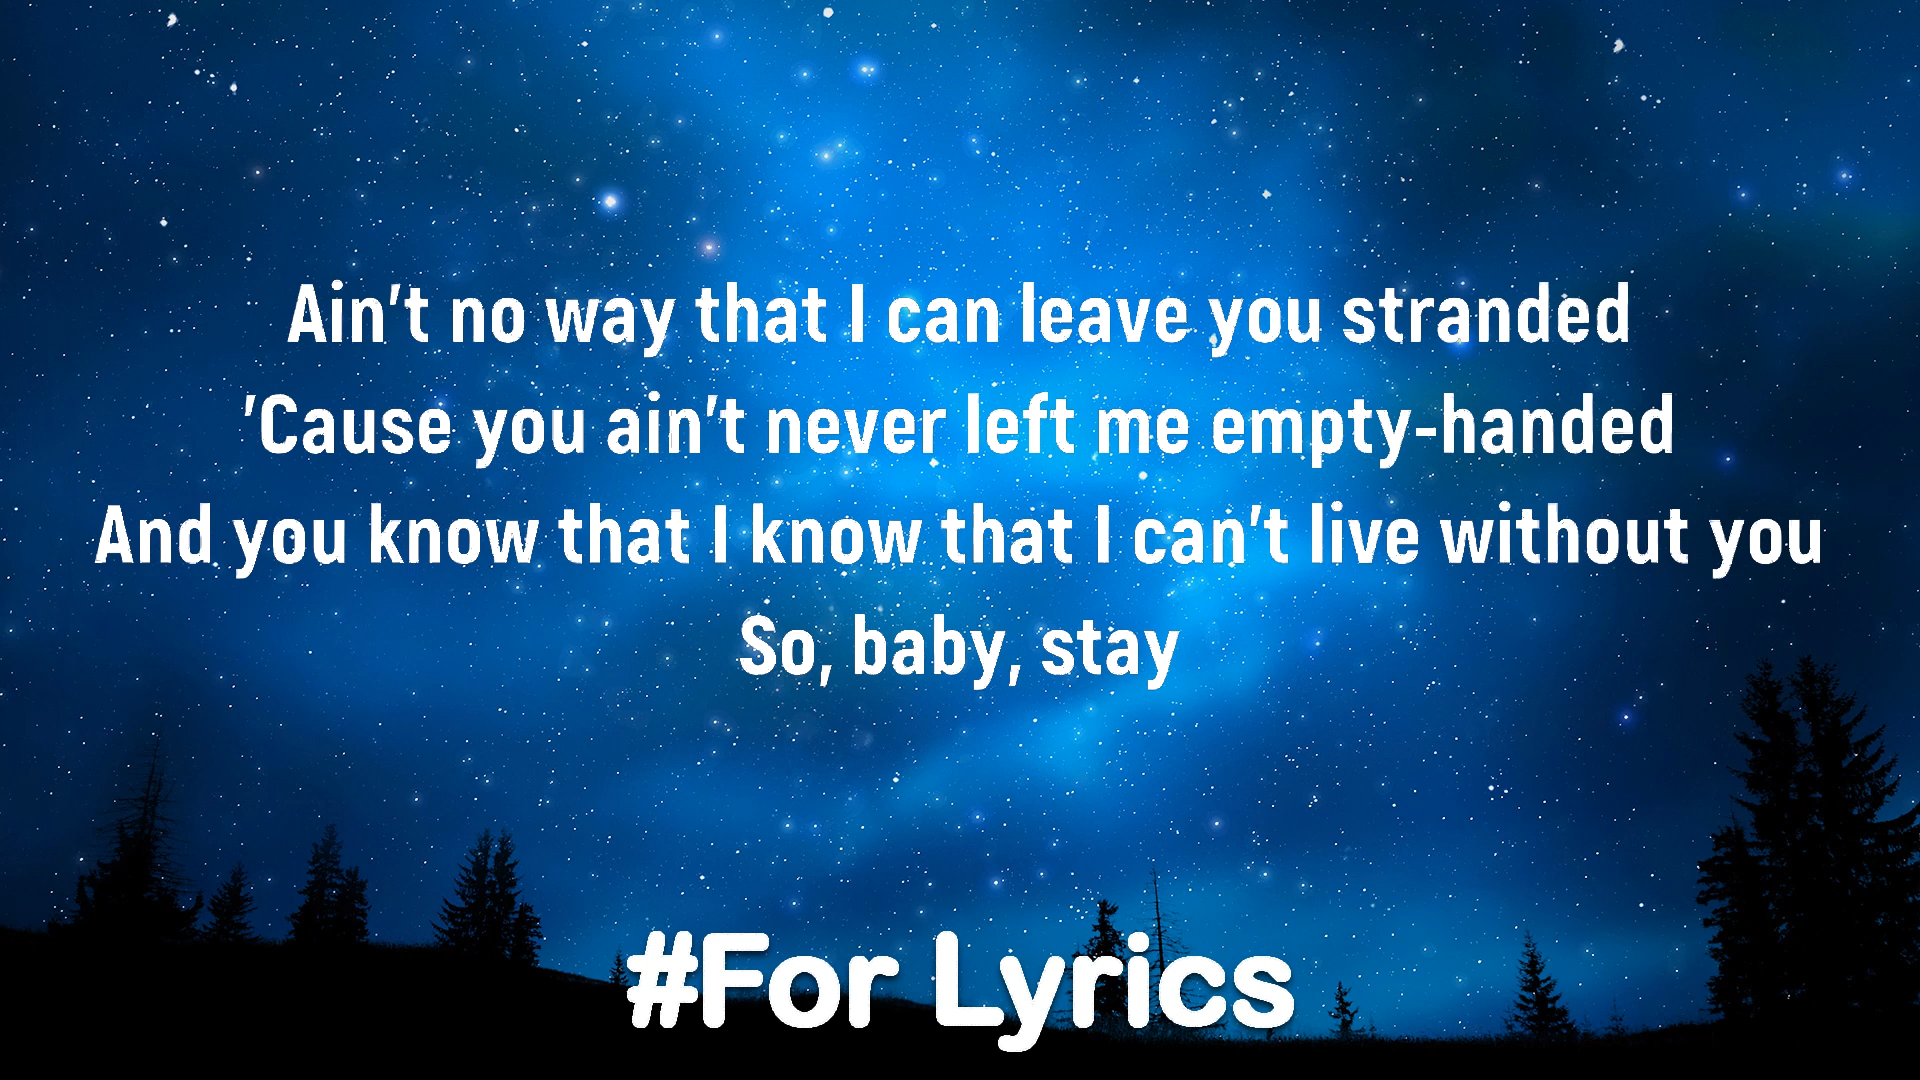 Ain't no way that I can leave you stranded
'Cause you ain't never left me empty-handed
And you know that I know that I can't live without you
So, baby, stay
#For Lyrics